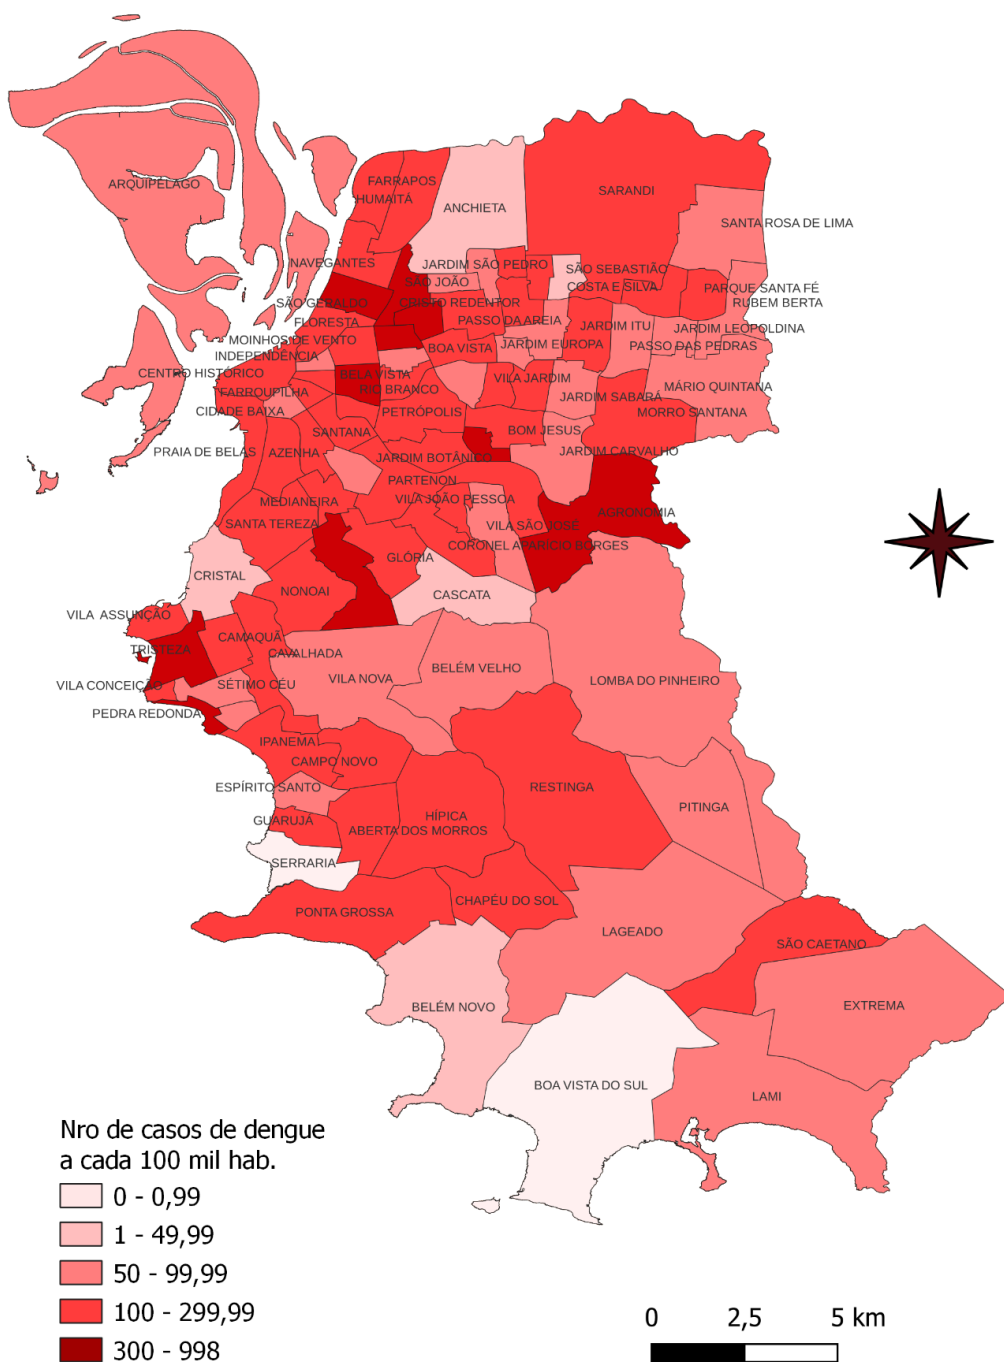 ARQUIPÉLAGO
FARRAPOS
HUMAITÁ
ANCHIETA
SARANDI
SANTA ROSA DE LIMA
NAVEGANTES
JARDIM SÃO PEDRO
SÃO SEBASTIÃO
SÃO JOÃO
COSTA E SILVA
PARQUE SANTA FÉ
SÃO GERALDO
CRISTO REDENTOR
RUBEM BERTA
FLORESTA
PASSO DA AREIA
JARDIM ITU
JARDIM LEOPOLDINA
MOINHOS DE VENTO
BOA VISTA
JARDIM EUROPA
PASSO DAS PEDRAS
INDEPENDÊNCIA
CENTRO HISTÓRICO
BELA VISTA
VILA JARDIM
MÁRIO QUINTANA
FARROUPILHA
RIO BRANCO
JARDIM SABARÁ
CIDADE BAIXA
PETRÓPOLIS
MORRO SANTANA
SANTANA
BOM JESUS
PRAIA DE BELAS
AZENHA
JARDIM BOTÂNICO
JARDIM CARVALHO
PARTENON
MEDIANEIRA
VILA JOÃO PESSOA
AGRONOMIA
SANTA TEREZA
VILA SÃO JOSÉ
CORONEL APARÍCIO BORGES
GLÓRIA
CRISTAL
NONOAI
CASCATA
VILA ASSUNÇÃO
CAMAQUÃ
TRISTEZA
CAVALHADA
BELÉM VELHO
VILA NOVA
LOMBA DO PINHEIRO
VILA CONCEIÇÃO
SÉTIMO CÉU
PEDRA REDONDA
IPANEMA
CAMPO NOVO
ESPÍRITO SANTO
RESTINGA
PITINGA
GUARUJÁ
HÍPICA
ABERTA DOS MORROS
SERRARIA
CHAPÉU DO SOL
PONTA GROSSA
LAGEADO
SÃO CAETANO
BELÉM NOVO
EXTREMA
BOA VISTA DO SUL
LAMI
Nro de casos de dengue
a cada 100 mil hab.
0 - 0,99
1 - 49,99
50 - 99,99
100 - 299,99
300 - 998
0 2,5 5 km